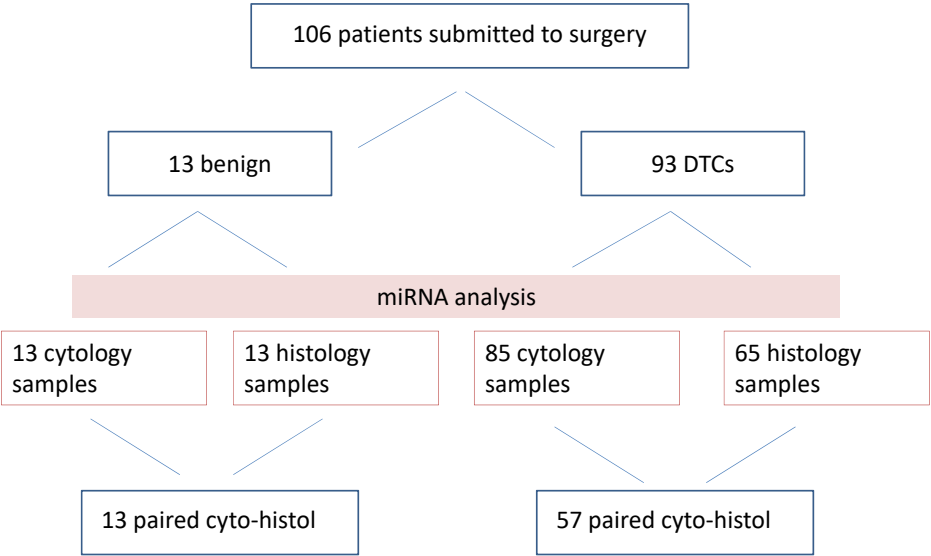 106 patients submitted to surgery
13 benign
93 DTCs
miRNA analysis
13 cytology
samples
13 histology
samples
85 cytology
samples
65 histology
samples
13 paired cyto-histol
57 paired cyto-histol